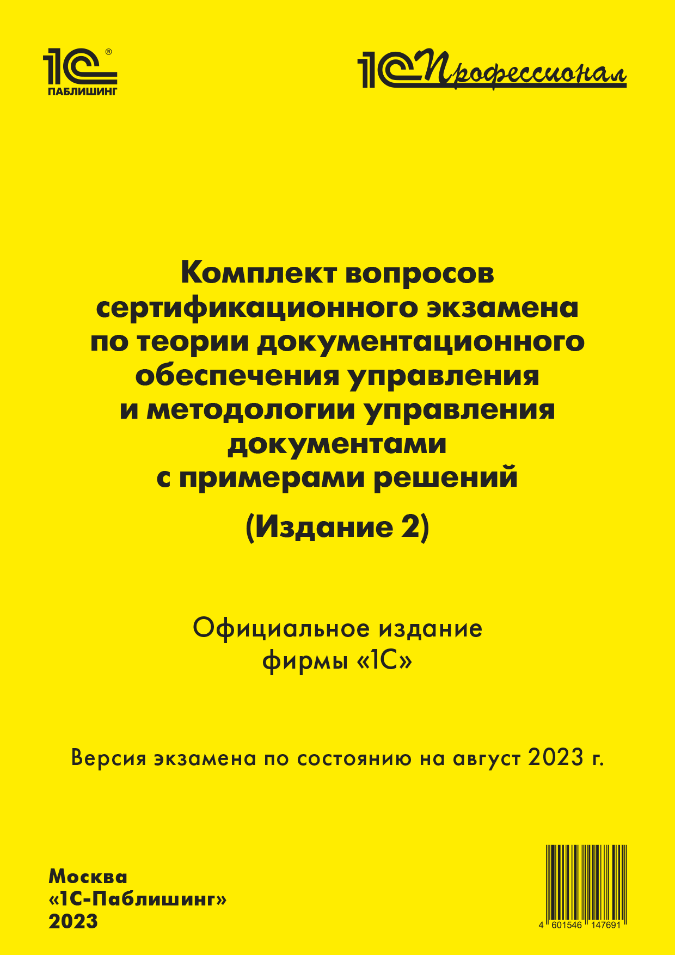 1С®
ПАБЛИШИНГ
1С Профессионал
Комплект вопросов
сертификационного экзамена
по теории документационного
обеспечения управления
и методологии управления
документами
с примерами решений
(Издание 2)
Официальное издание
фирмы «1С»
Версия экзамена по состоянию на август 2023 г.
Москва
«1С-Паблишинг»
2023
4 601546 147691